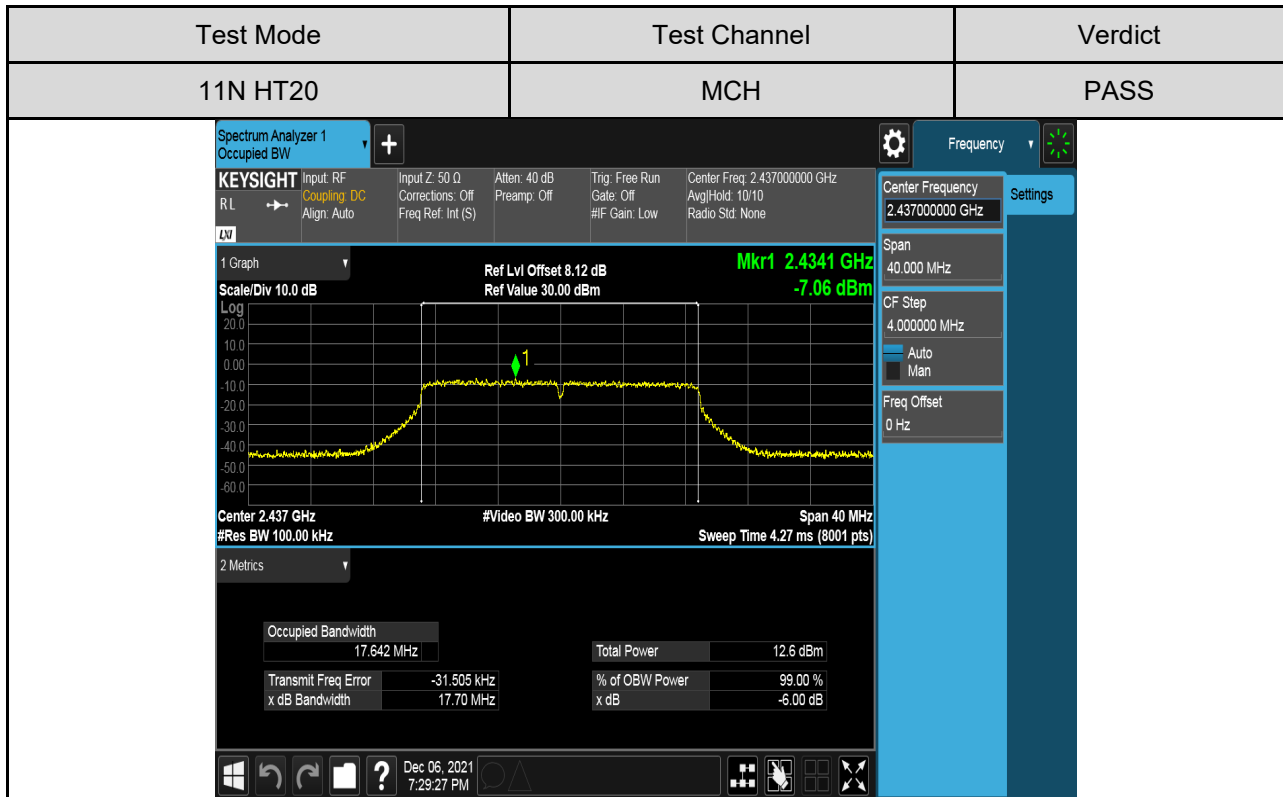 Test Mode Test Channel Verdict
11N HT20 MCH PASS
Spectrum Analyzer 1
Occupied BW
+
Frequency
KEYSIGHT Input: RF Input Z: 50 Ω Atten: 40 dB Trig: Free Run Center Freq: 2.437000000 GHz
R L Coupling: DC Corrections: Off Preamp: Off Gate: Off Avg|Hold: 10/10
Align: Auto Freq Ref: Int (S) #IF Gain: Low Radio Std: None
LXI
Center Frequency
2.437000000 GHz
Settings
Span
40.000 MHz
CF Step
4.000000 MHz
Auto
Man
Freq Offset
0 Hz
1 Graph Ref Lvl Offset 8.12 dB Mkr1 2.4341 GHz
Scale/Div 10.0 dB Ref Value 30.00 dBm -7.06 dBm
Log
20.0
10.0
0.00
1
-10.0
-20.0
-30.0
-40.0
-50.0
-60.0
Center 2.437 GHz #Video BW 300.00 kHz Span 40 MHz
#Res BW 100.00 kHz Sweep Time 4.27 ms (8001 pts)
2 Metrics
Occupied Bandwidth
17.642 MHz Total Power 12.6 dBm
Transmit Freq Error -31.505 kHz % of OBW Power 99.00 %
x dB Bandwidth 17.70 MHz x dB -6.00 dB
? Dec 06, 2021
7:29:27 PM